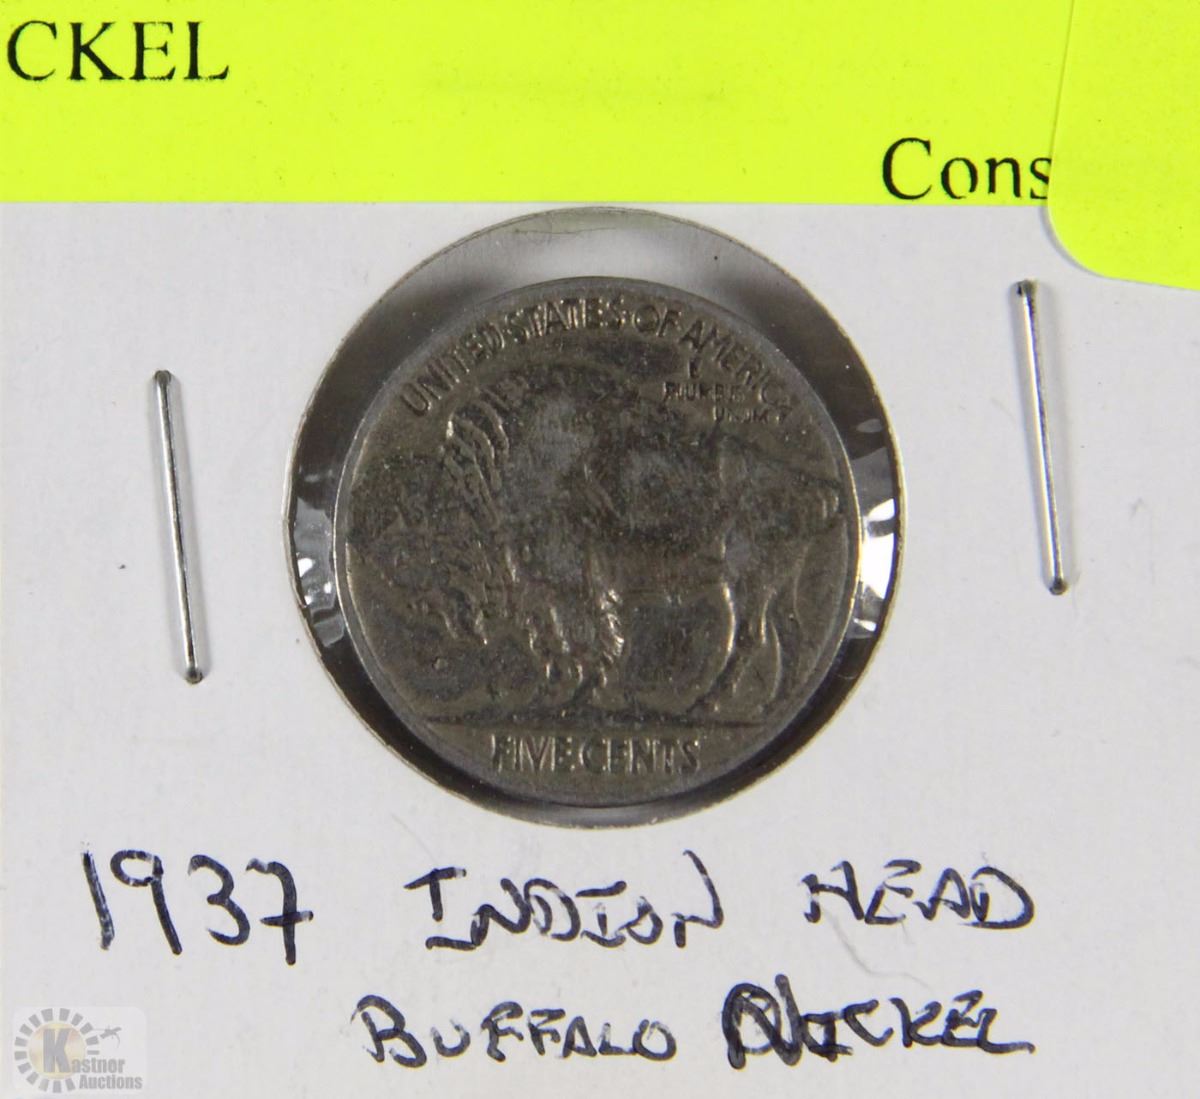 CKEL
Cons
UNITED STATES OF AMERICA
E
PLURIBUS
UNUM
FIVE CENTS
1937 INDIAN HEAD
BUFFALO NICKEL
Kastner
Auctions